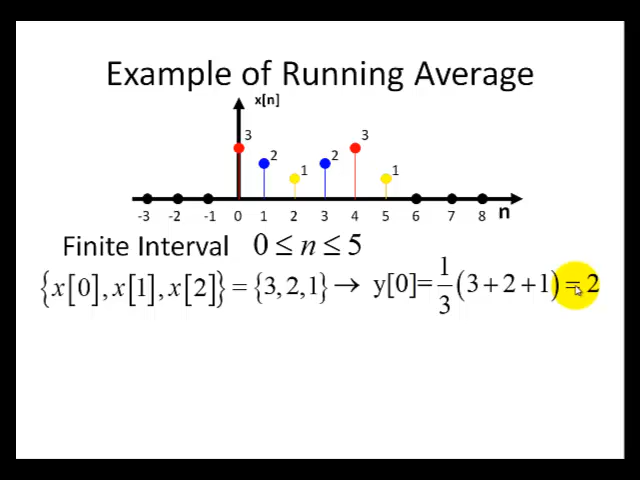 Example of Running Average
x[n]
3 2 1 2 3 1
-3 -2 -1 0 1 2 3 4 5 6 7 8 n
Finite Interval 0 ≤ n ≤ 5
{x[0], x[1], x[2]} = {3, 2, 1} → y[0]= 1/3 (3+2+1) = 2